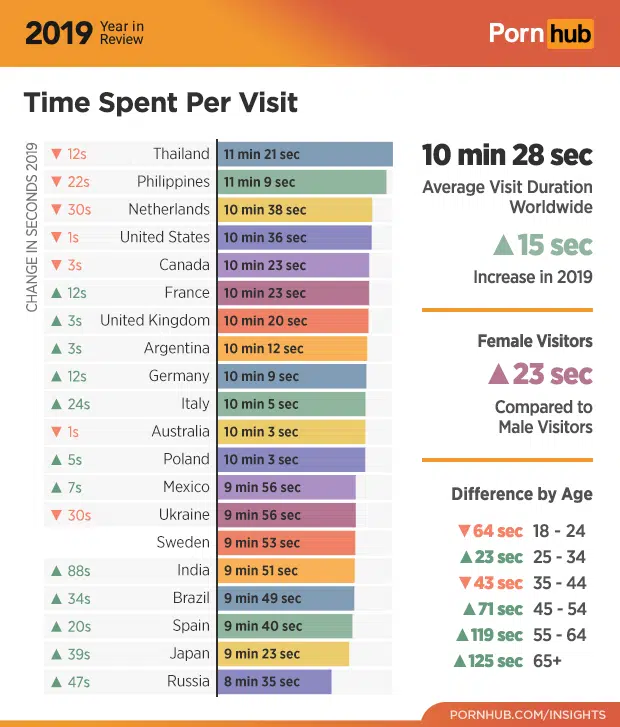 2019 Year in Review
Porn hub
Time Spent Per Visit
CHANGE IN SECONDS 2019
▼ 12s Thailand 11 min 21 sec
▼ 22s Philippines 11 min 9 sec
▼ 30s Netherlands 10 min 38 sec
▼ 1s United States 10 min 36 sec
▼ 3s Canada 10 min 23 sec
▲ 12s France 10 min 23 sec
▲ 3s United Kingdom 10 min 20 sec
▲ 3s Argentina 10 min 12 sec
▲ 12s Germany 10 min 9 sec
▲ 24s Italy 10 min 5 sec
▼ 1s Australia 10 min 3 sec
▲ 5s Poland 10 min 3 sec
▲ 7s Mexico 9 min 56 sec
▼ 30s Ukraine 9 min 56 sec
Sweden 9 min 53 sec
▲ 88s India 9 min 51 sec
▲ 34s Brazil 9 min 49 sec
▲ 20s Spain 9 min 40 sec
▲ 39s Japan 9 min 23 sec
▲ 47s Russia 8 min 35 sec
10 min 28 sec
Average Visit Duration
Worldwide
▲15 sec
Increase in 2019
Female Visitors
▲23 sec
Compared to
Male Visitors
Difference by Age
▼64 sec 18 - 24
▲23 sec 25 - 34
▼43 sec 35 - 44
▲71 sec 45 - 54
▲119 sec 55 - 64
▲125 sec 65+
PORNHUB.COM/INSIGHTS